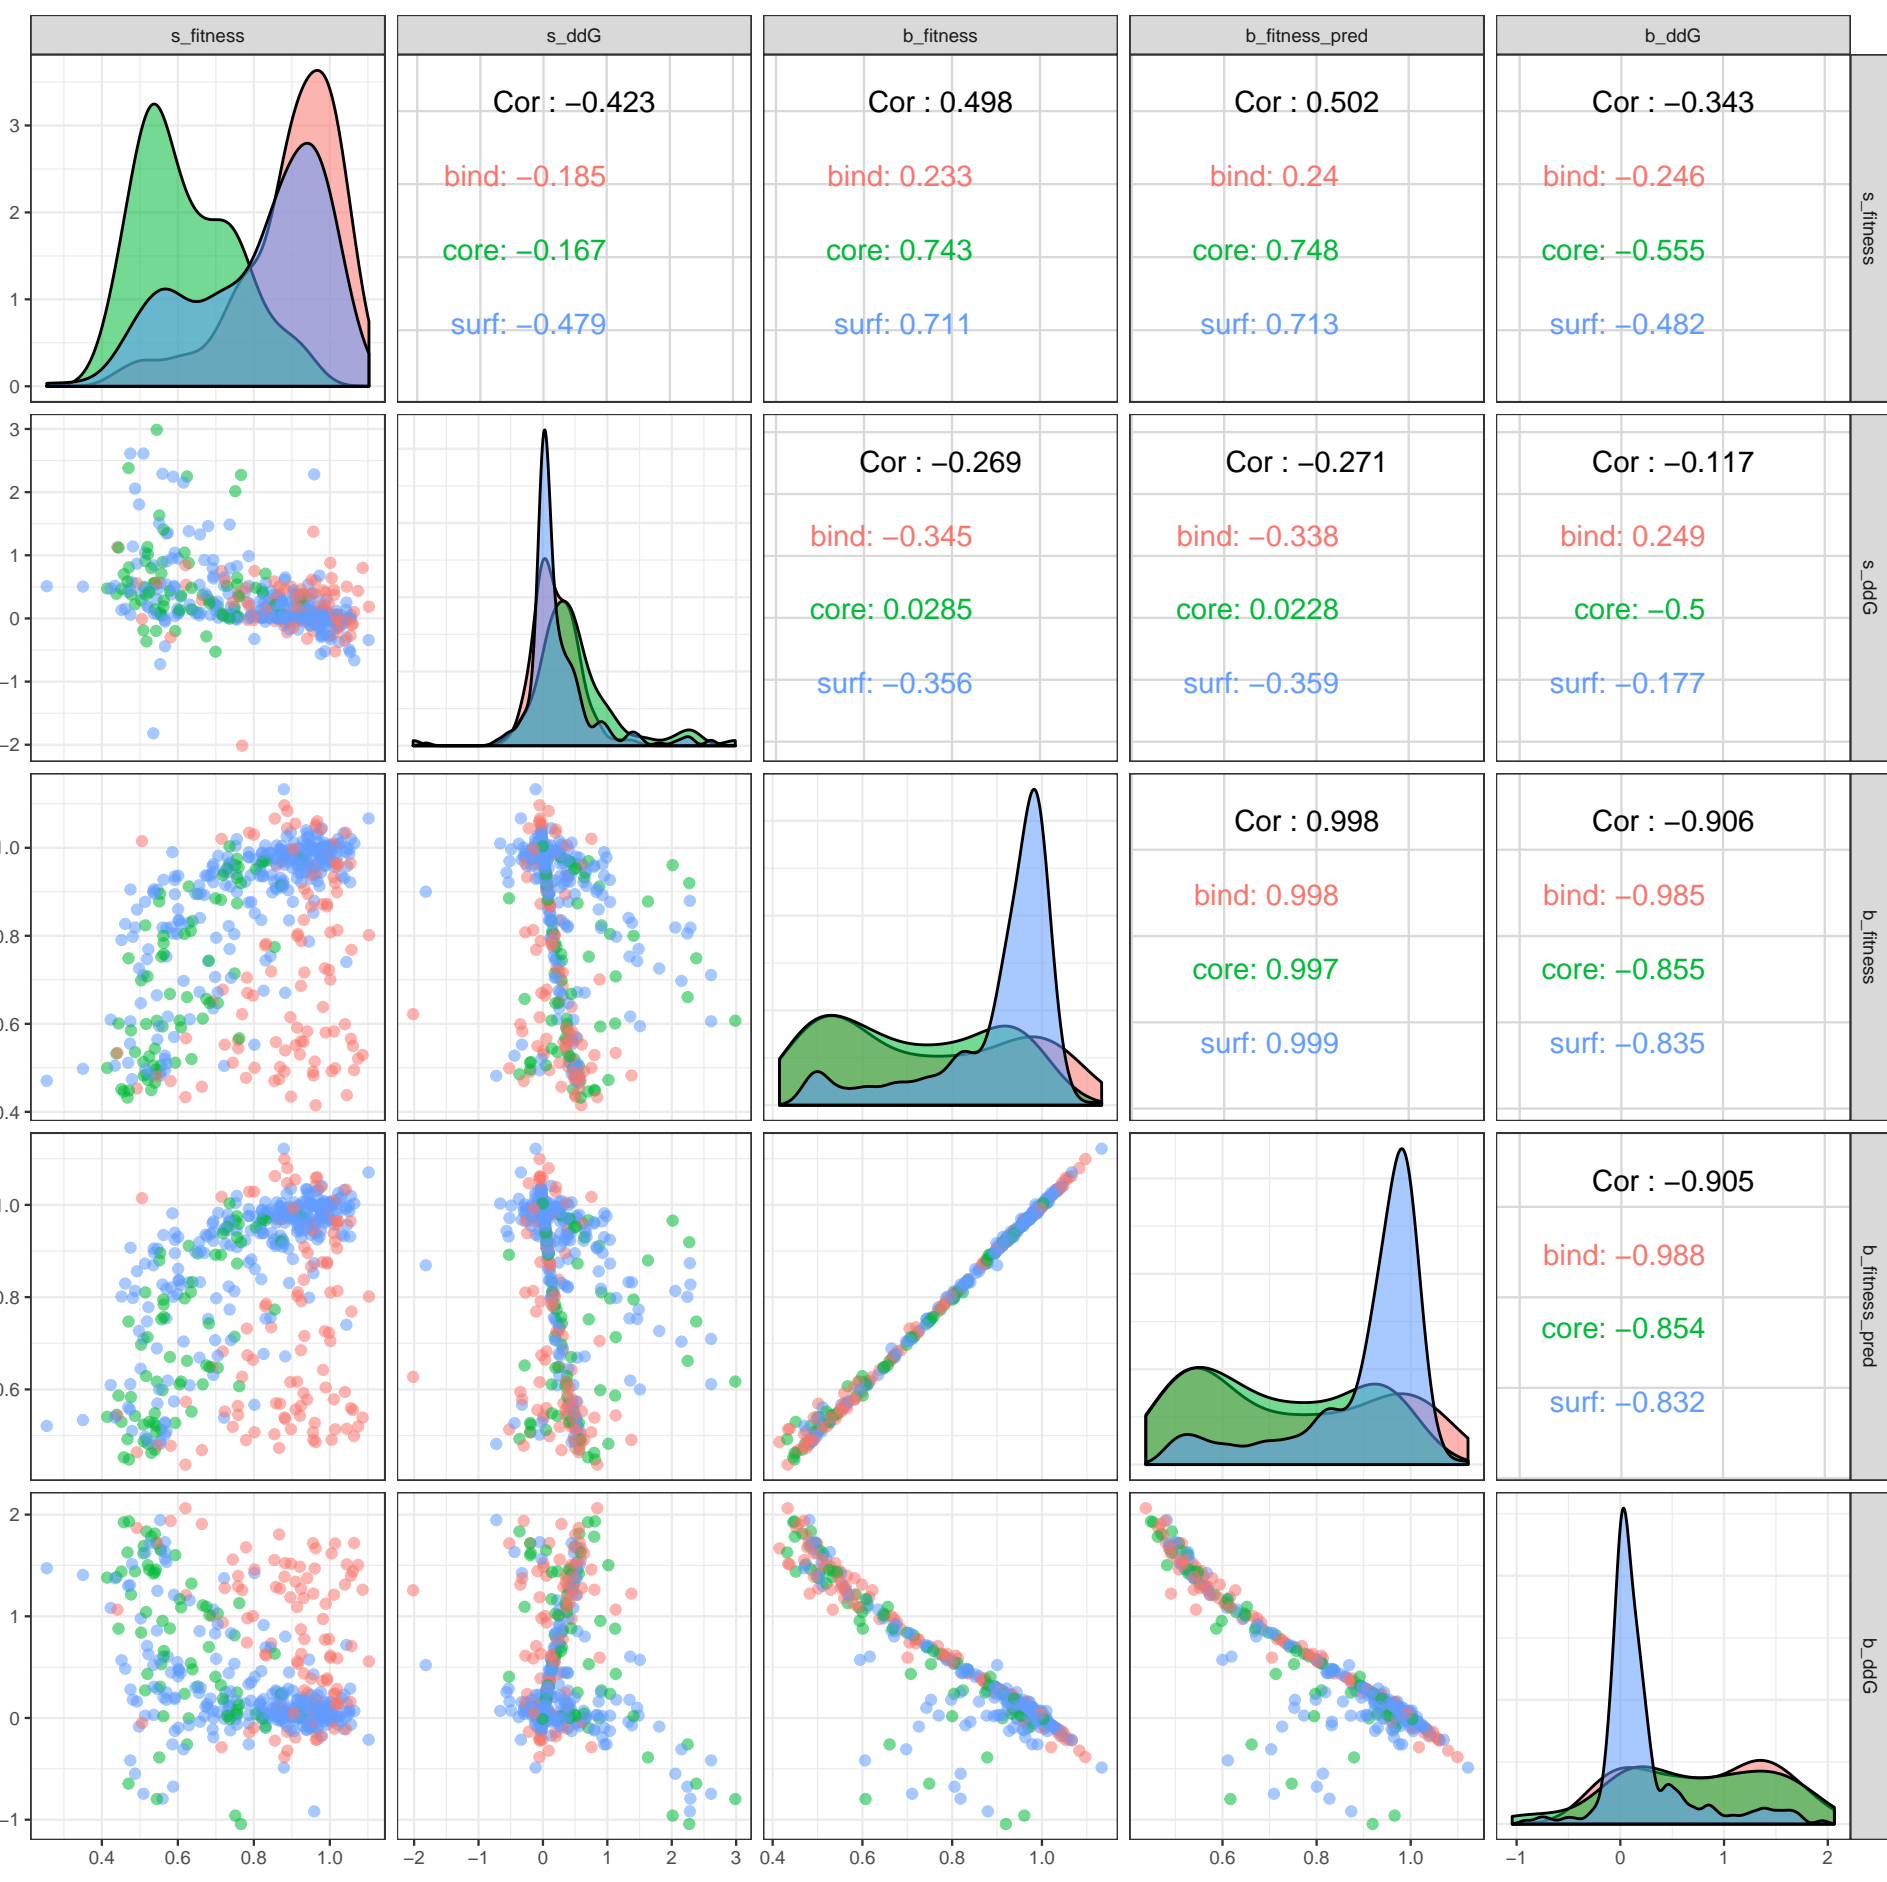 s_fitness
s_ddG
b_fitness
b_fitness_pred
b_ddG
3
2
1
0
Cor : −0.423
bind: −0.185
core: −0.167
surf: −0.479
Cor : 0.498
bind: 0.233
core: 0.743
surf: 0.711
Cor : 0.502
bind: 0.24
core: 0.748
surf: 0.713
Cor : −0.343
bind: −0.246
core: −0.555
surf: −0.482
s_fitness
3
2
1
0
−1
−2
Cor : −0.269
bind: −0.345
core: 0.0285
surf: −0.356
Cor : −0.271
bind: −0.338
core: 0.0228
surf: −0.359
Cor : −0.117
bind: 0.249
core: −0.5
surf: −0.177
s_ddG
1.0
0.8
0.6
0.4
Cor : 0.998
bind: 0.998
core: 0.997
surf: 0.999
Cor : −0.906
bind: −0.985
core: −0.855
surf: −0.835
b_fitness
1.0
0.8
0.6
Cor : −0.905
bind: −0.988
core: −0.854
surf: −0.832
b_fitness_pred
2
1
0
−1
b_ddG
0.4 0.6 0.8 1.0
−2 −1 0 1 2 3
0.4 0.6 0.8 1.0
0.6 0.8 1.0
−1 0 1 2